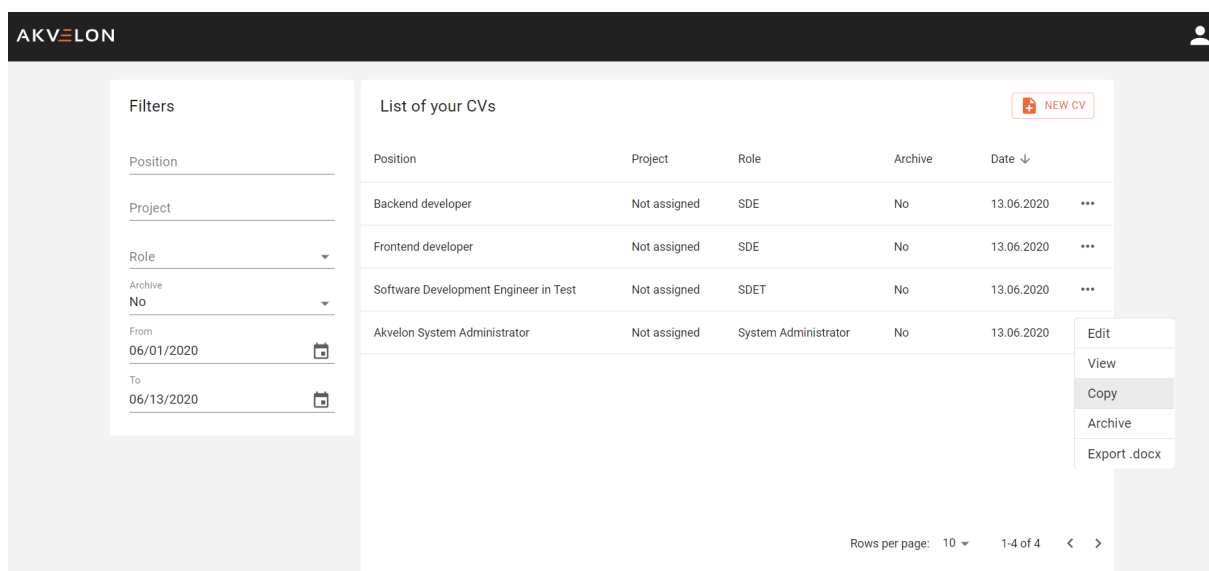 AKVELON
Filters
Position
Project
Role
Archive
No
From
06/01/2020
To
06/13/2020
List of your CVs
NEW CV
Position Project Role Archive Date
Backend developer Not assigned SDE No 13.06.2020
Frontend developer Not assigned SDE No 13.06.2020
Software Development Engineer in Test Not assigned SDET No 13.06.2020
Akvelon System Administrator Not assigned System Administrator No 13.06.2020
Edit
View
Copy
Archive
Export .docx
Rows per page: 10 1-4 of 4